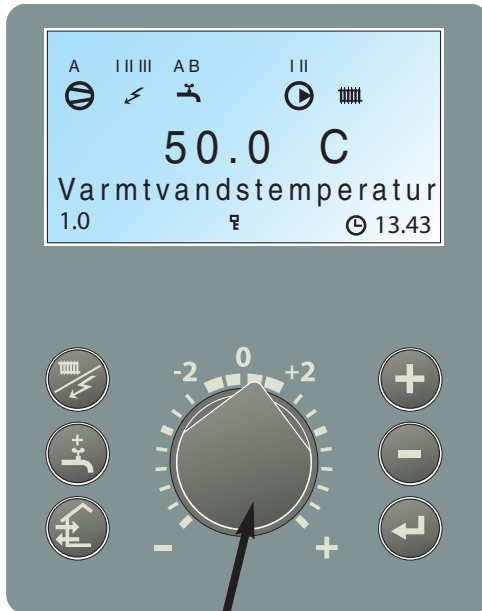 A I II III A B I II
50.0 C
Varmtvandstemperatur
1.0 13.43
-2 0 +2
- +